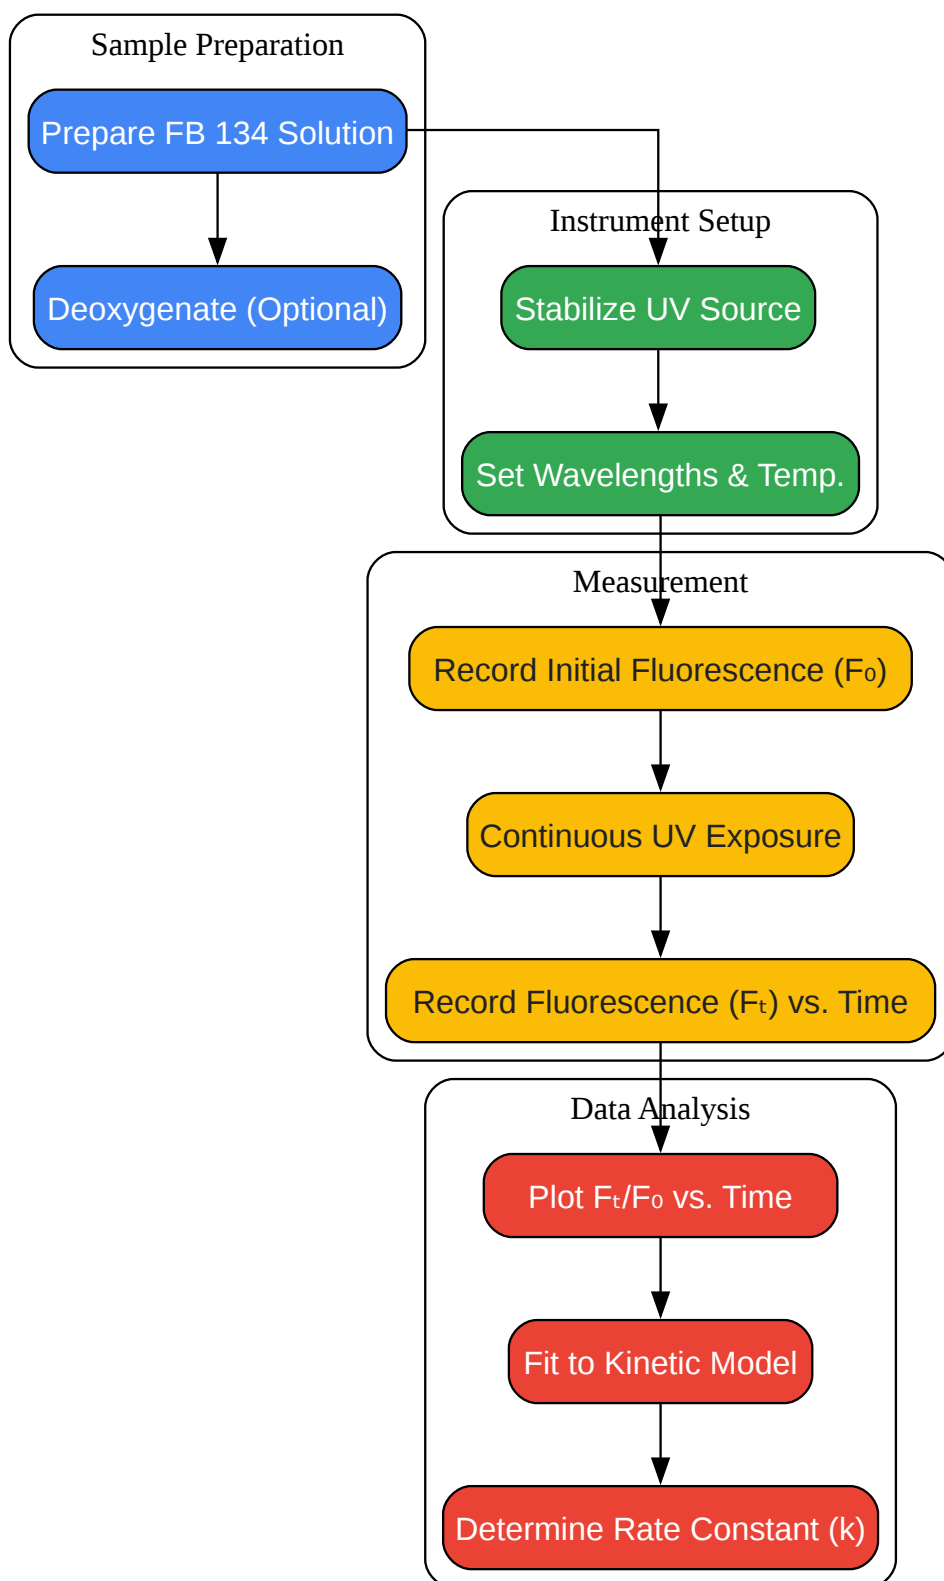 Sample Preparation
Prepare FB 134 Solution
Deoxygenate (Optional)
Instrument Setup
Stabilize UV Source
Set Wavelengths & Temp.
Measurement
Record Initial Fluorescence (F₀)
Continuous UV Exposure
Record Fluorescence (Fₜ) vs. Time
Data Analysis
Plot Fₜ/F₀ vs. Time
Fit to Kinetic Model
Determine Rate Constant (k)